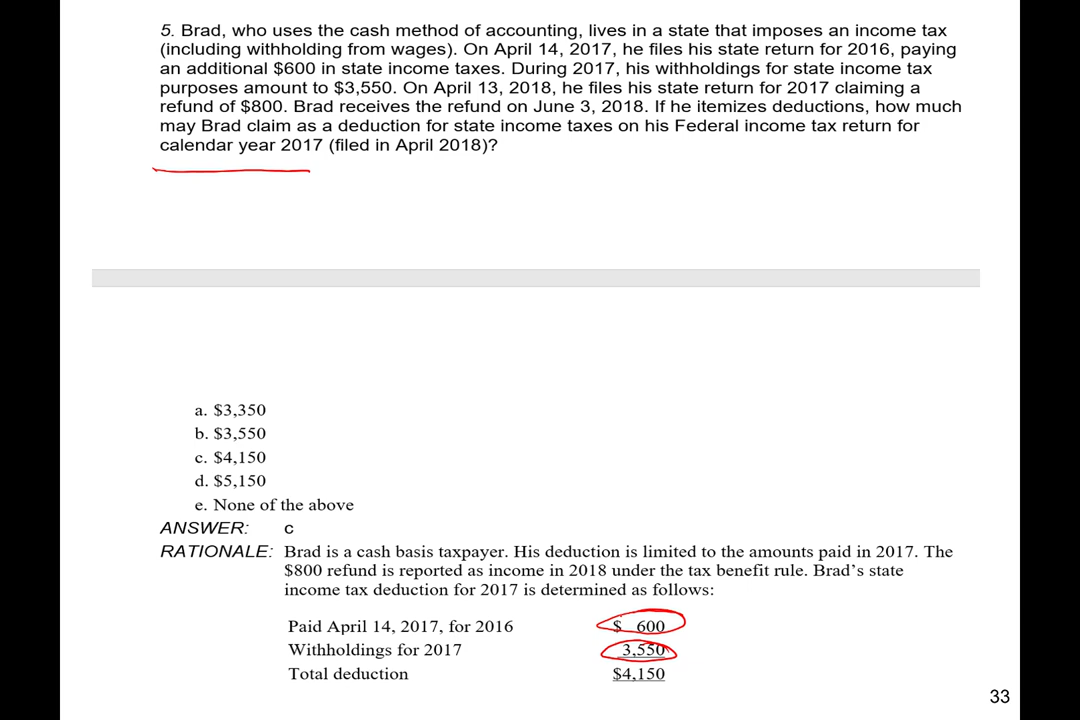 5. Brad, who uses the cash method of accounting, lives in a state that imposes an income tax
(including withholding from wages). On April 14, 2017, he files his state return for 2016, paying
an additional $600 in state income taxes. During 2017, his withholdings for state income tax
purposes amount to $3,550. On April 13, 2018, he files his state return for 2017 claiming a
refund of $800. Brad receives the refund on June 3, 2018. If he itemizes deductions, how much
may Brad claim as a deduction for state income taxes on his Federal income tax return for
calendar year 2017 (filed in April 2018)?
a. $3,350
b. $3,550
c. $4,150
d. $5,150
e. None of the above
ANSWER: c
RATIONALE: Brad is a cash basis taxpayer. His deduction is limited to the amounts paid in 2017. The
$800 refund is reported as income in 2018 under the tax benefit rule. Brad's state
income tax deduction for 2017 is determined as follows:
Paid April 14, 2017, for 2016 $ 600
Withholdings for 2017 3,550
Total deduction $4,150
33